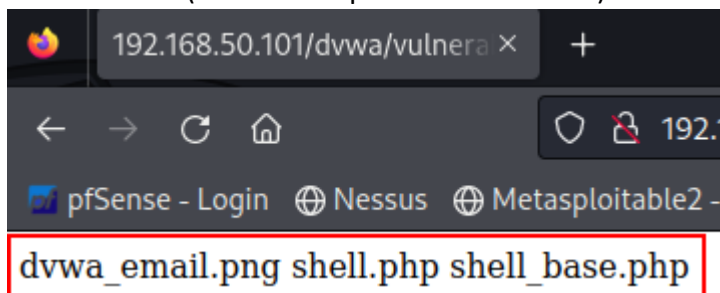 192.168.50.101/dvwa/vulnera
192.
pfSense - Login Nessus Metasploitable2 -
dvwa_email.png shell.php shell_base.php